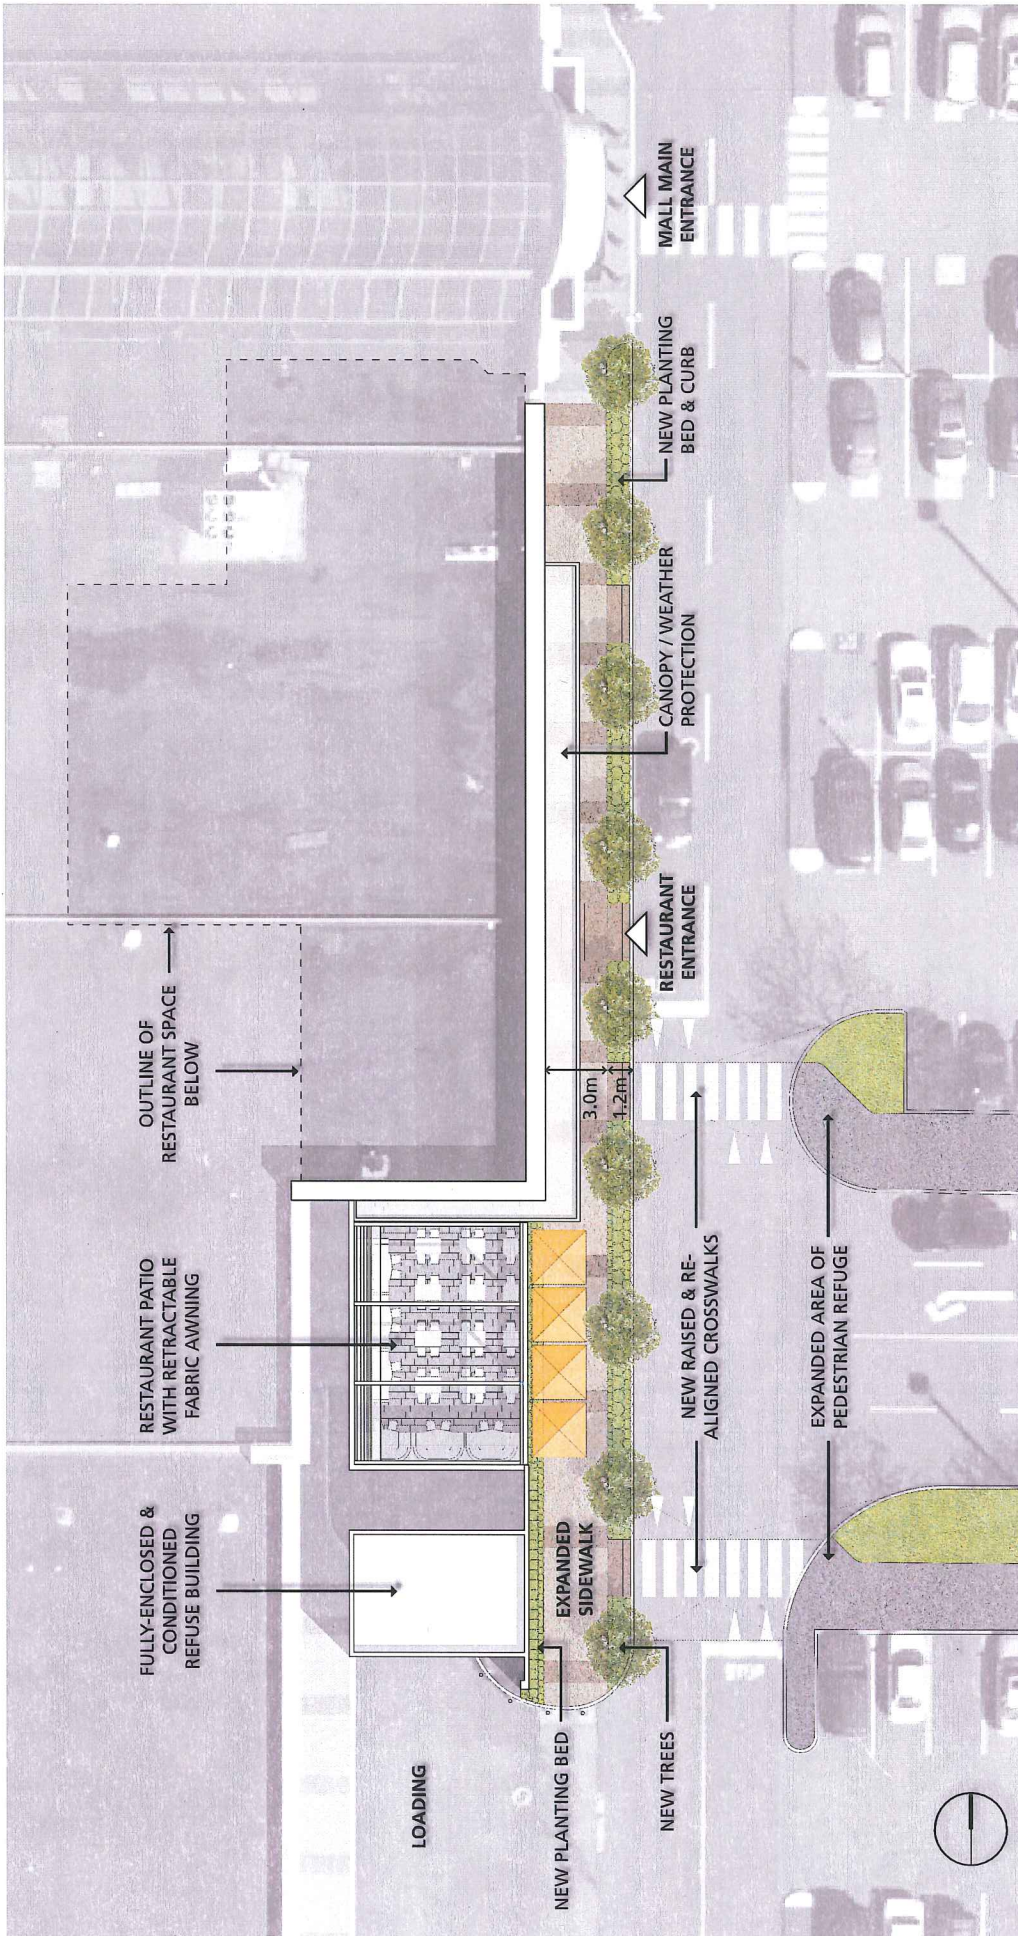 FULLY-ENCLOSED &
CONDITIONED
REFUSE BUILDING
RESTAURANT PATIO
WITH RETRACTABLE
FABRIC AWNING
OUTLINE OF
RESTAURANT SPACE
BELOW
LOADING
NEW PLANTING BED
NEW TREES
EXPANDED
SIDEWALK
3.0m
1.2m
RESTAURANT
ENTRANCE
CANOPY / WEATHER
PROTECTION
NEW PLANTING
BED & CURB
MALL MAIN
ENTRANCE
NEW RAISED & RE-
ALIGNED CROSSWALKS
EXPANDED AREA OF
PEDESTRIAN REFUGE